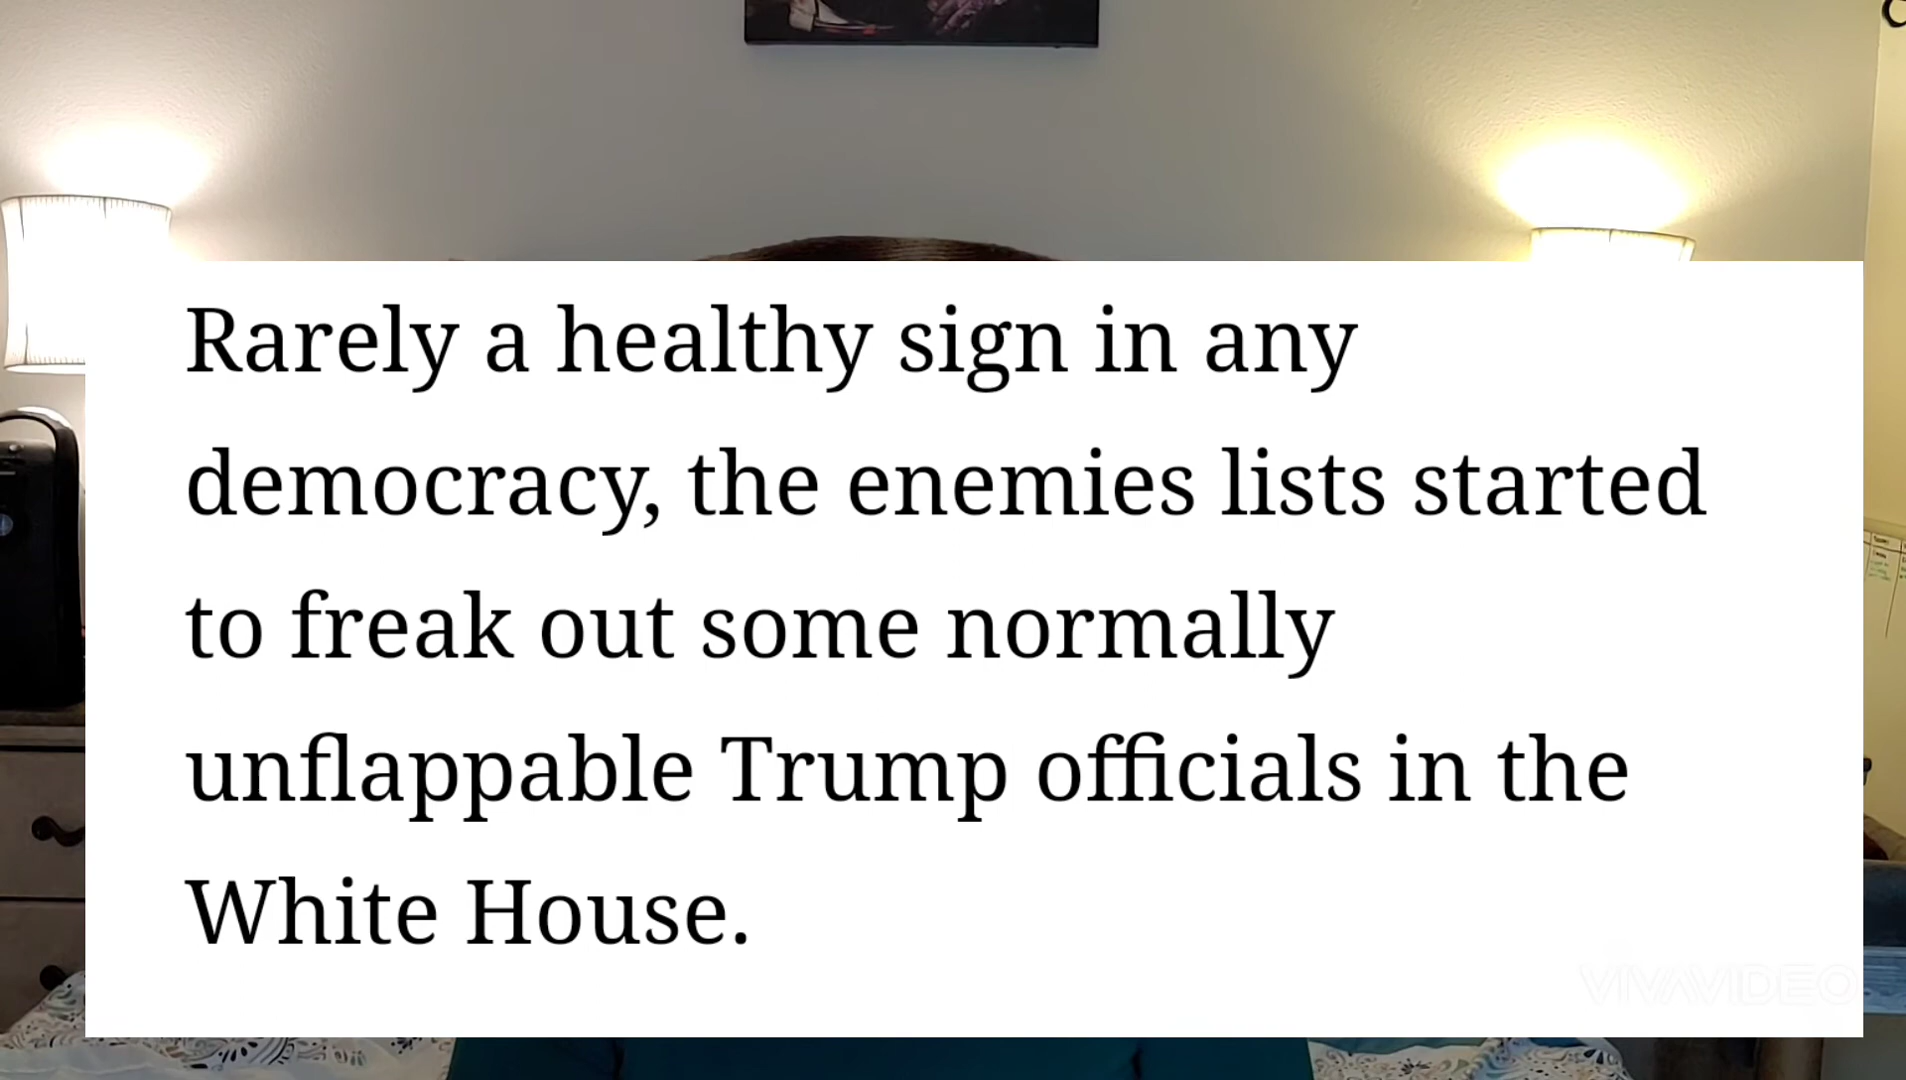 Rarely a healthy sign in any
democracy, the enemies lists started
to freak out some normally
unflappable Trump officials in the
White House.
VIVAVIDEO